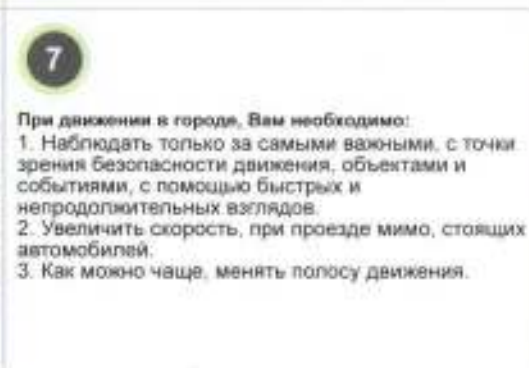 7
При движении в городе, Вам необходимо:
1. Наблюдать только за самыми важными, с точки
зрения безопасности движения, объектами и
событиями, с помощью быстрых и
непродолжительных взглядов.
2. Увеличить скорость, при проезде мимо, стоящих
автомобилей.
3. Как можно чаще, менять полосу движения.